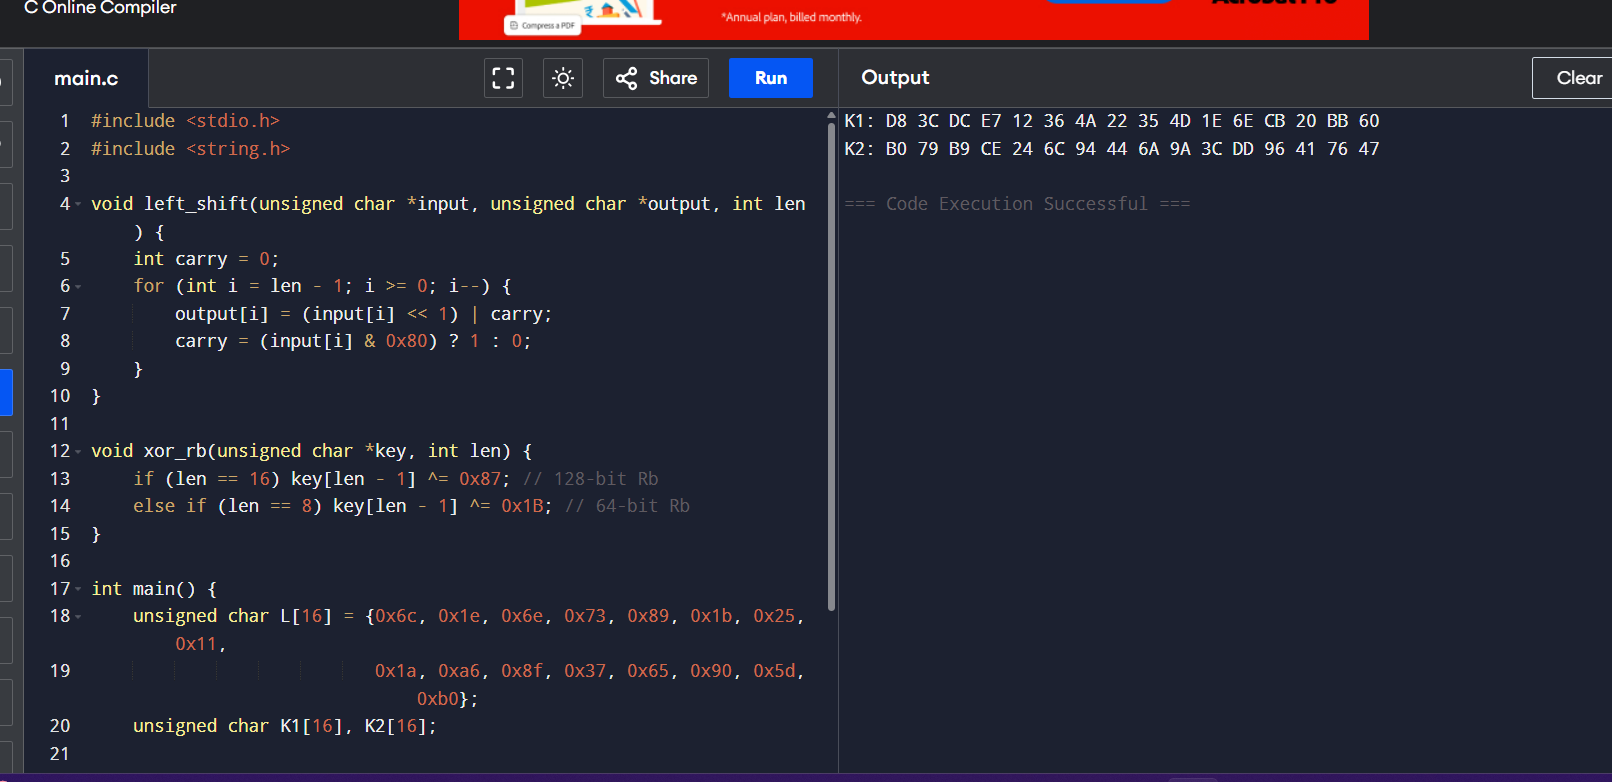 C Online Compiler
Compress a PDF
*Annual plan, billed monthly.
main.c
Share
Run
Output
Clear
1 #include <stdio.h>
2 #include <string.h>
3
4 void left_shift(unsigned char *input, unsigned char *output, int len
) {
5 int carry = 0;
6 for (int i = len - 1; i >= 0; i--) {
7 output[i] = (input[i] << 1) | carry;
8 carry = (input[i] & 0x80) ? 1 : 0;
9 }
10 }
11
12 void xor_rb(unsigned char *key, int len) {
13 if (len == 16) key[len - 1] ^= 0x87; // 128-bit Rb
14 else if (len == 8) key[len - 1] ^= 0x1B; // 64-bit Rb
15 }
16
17 int main() {
18 unsigned char L[16] = {0x6c, 0x1e, 0x6e, 0x73, 0x89, 0x1b, 0x25,
0x11,
19 0x1a, 0xa6, 0x8f, 0x37, 0x65, 0x90, 0x5d,
0xb0};
20 unsigned char K1[16], K2[16];
21
K1: D8 3C DC E7 12 36 4A 22 35 4D 1E 6E CB 20 BB 60
K2: B0 79 B9 CE 24 6C 94 44 6A 9A 3C DD 96 41 76 47
=== Code Execution Successful ===